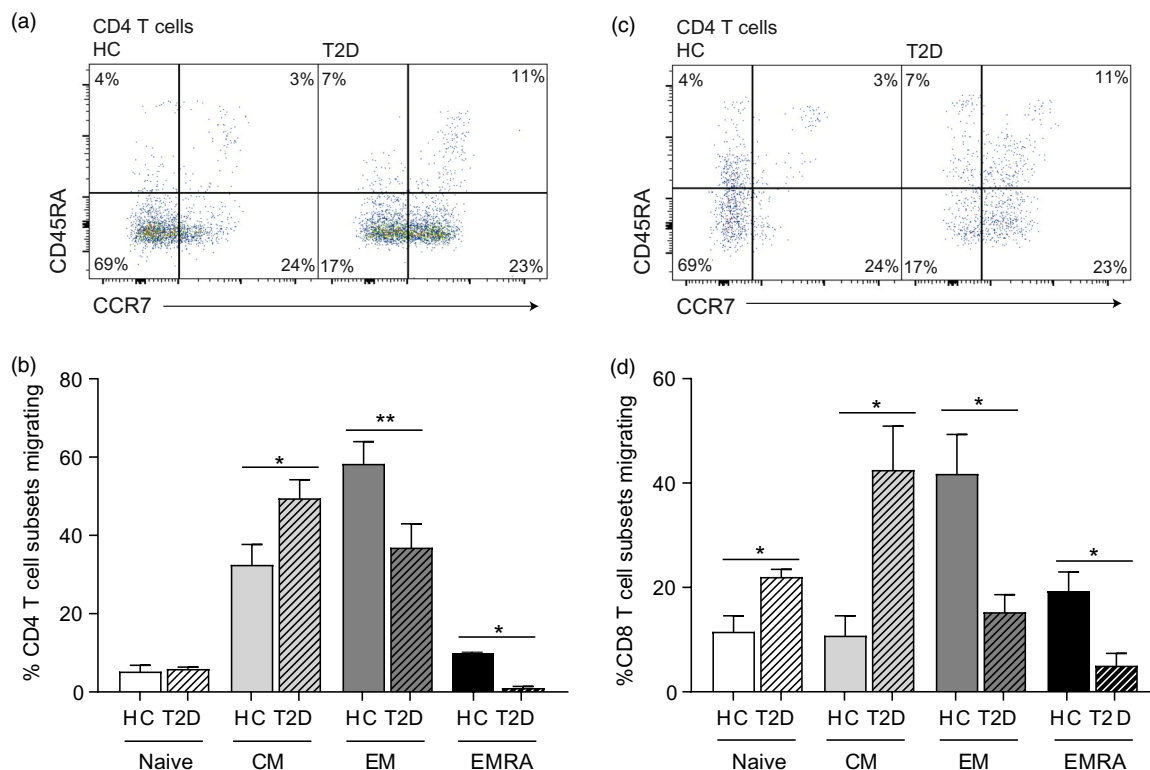 (a)
CD4 T cells
HC T2D
4% 3% 7% 11%
69% 24% 17% 23%
CD45RA
CCR7
(c)
CD4 T cells
HC T2D
4% 3% 7% 11%
69% 24% 17% 23%
CD45RA
CCR7
(b)
% CD4 T cell subsets migrating
80
60
40
20
0
*
**
*
HC T2D HC T2D HC T2D HC T2D
Naive CM EM EMRA
(d)
%CD8 T cell subsets migrating
60
40
20
0
*
*
*
*
HC T2D HC T2D HC T2D HC T2D
Naive CM EM EMRA